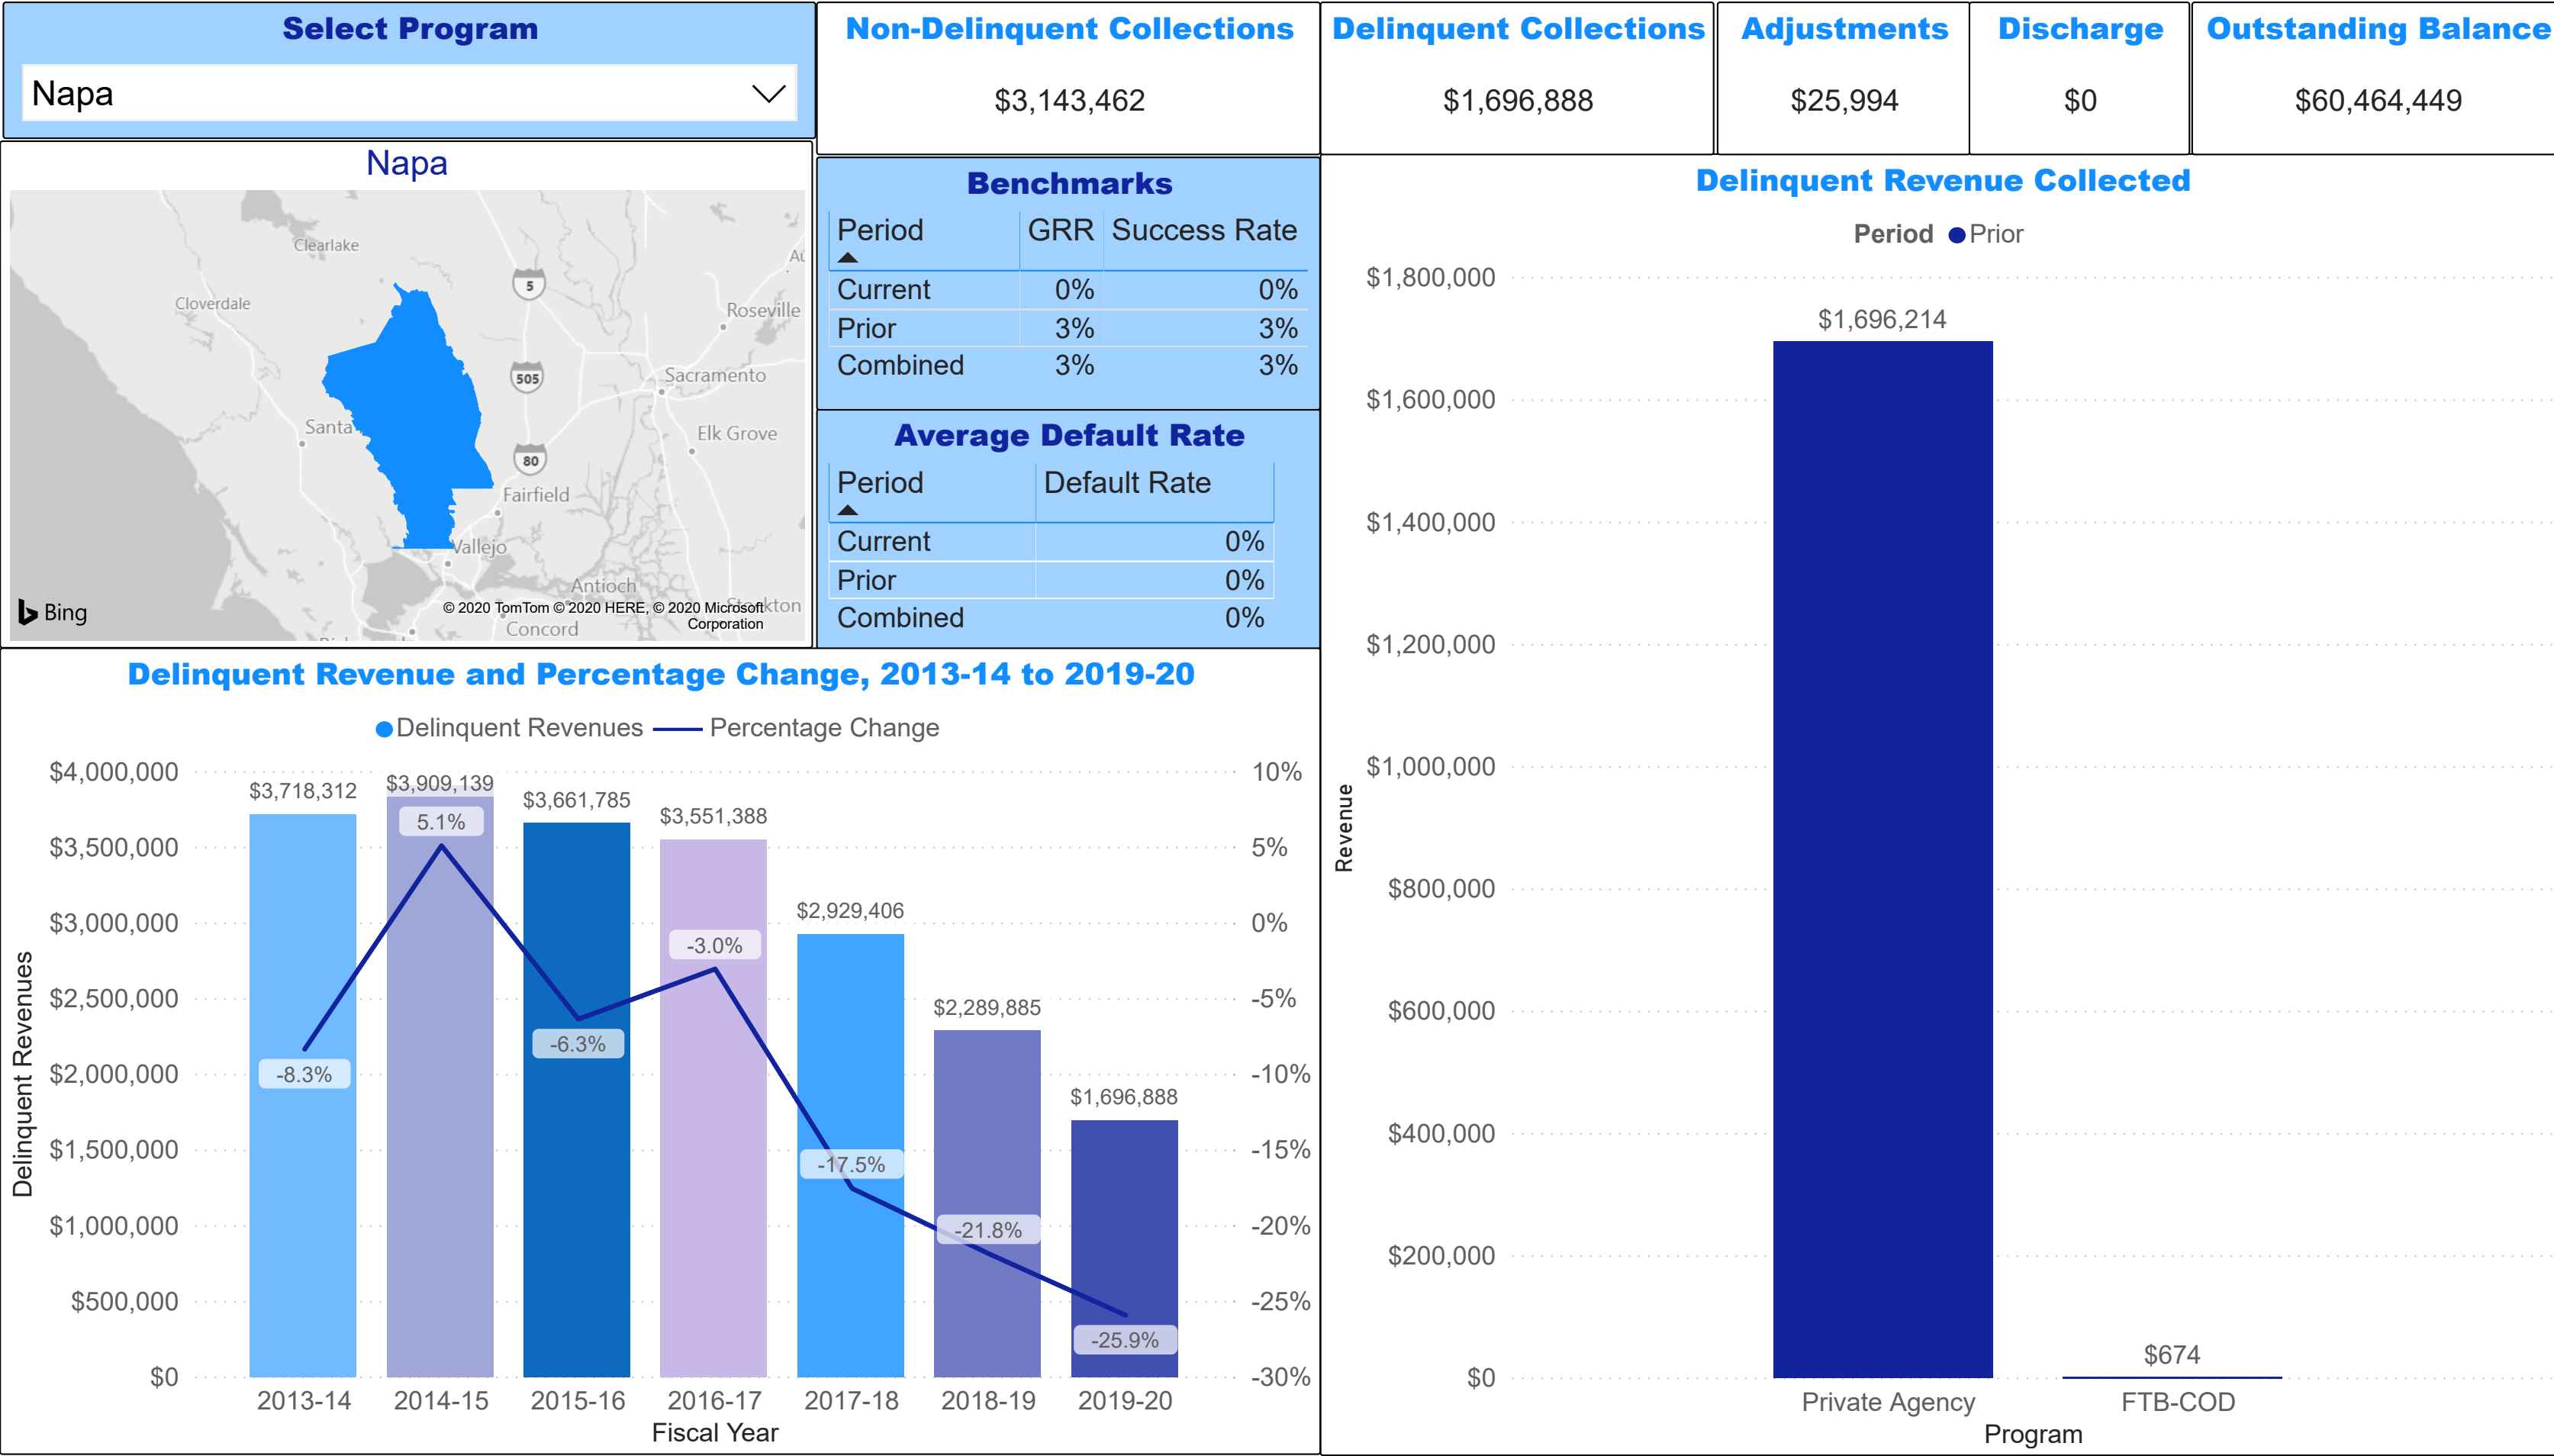 Select Program
Napa
Non-Delinquent Collections
$3,143,462
Delinquent Collections
$1,696,888
Adjustments
$25,994
Discharge
$0
Outstanding Balance
$60,464,449
Napa
Clearlake
Cloverdale
5
Roseville
505
Sacramento
Santa
Elk Grove
80
Fairfield
Vallejo
Antioch
Concord
Bing
© 2020 TomTom © 2020 HERE, © 2020 Microsoft
Corporation
Benchmarks
Period GRR Success Rate
Current 0% 0%
Prior 3% 3%
Combined 3% 3%
Average Default Rate
Period Default Rate
Current 0%
Prior 0%
Combined 0%
Delinquent Revenue and Percentage Change, 2013-14 to 2019-20
Delinquent Revenues Percentage Change
Delinquent Revenues
$4,000,000
$3,500,000
$3,000,000
$2,500,000
$2,000,000
$1,500,000
$1,000,000
$500,000
$0
$3,718,312
$3,909,139
$3,661,785
$3,551,388
$2,929,406
$2,289,885
$1,696,888
-8.3%
5.1%
-6.3%
-3.0%
-17.5%
-21.8%
-25.9%
10%
5%
0%
-5%
-10%
-15%
-20%
-25%
-30%
2013-14 2014-15 2015-16 2016-17 2017-18 2018-19 2019-20
Fiscal Year
Delinquent Revenue Collected
Period Prior
Revenue
$1,800,000
$1,600,000
$1,400,000
$1,200,000
$1,000,000
$800,000
$600,000
$400,000
$200,000
$0
$1,696,214
$674
Private Agency FTB-COD
Program